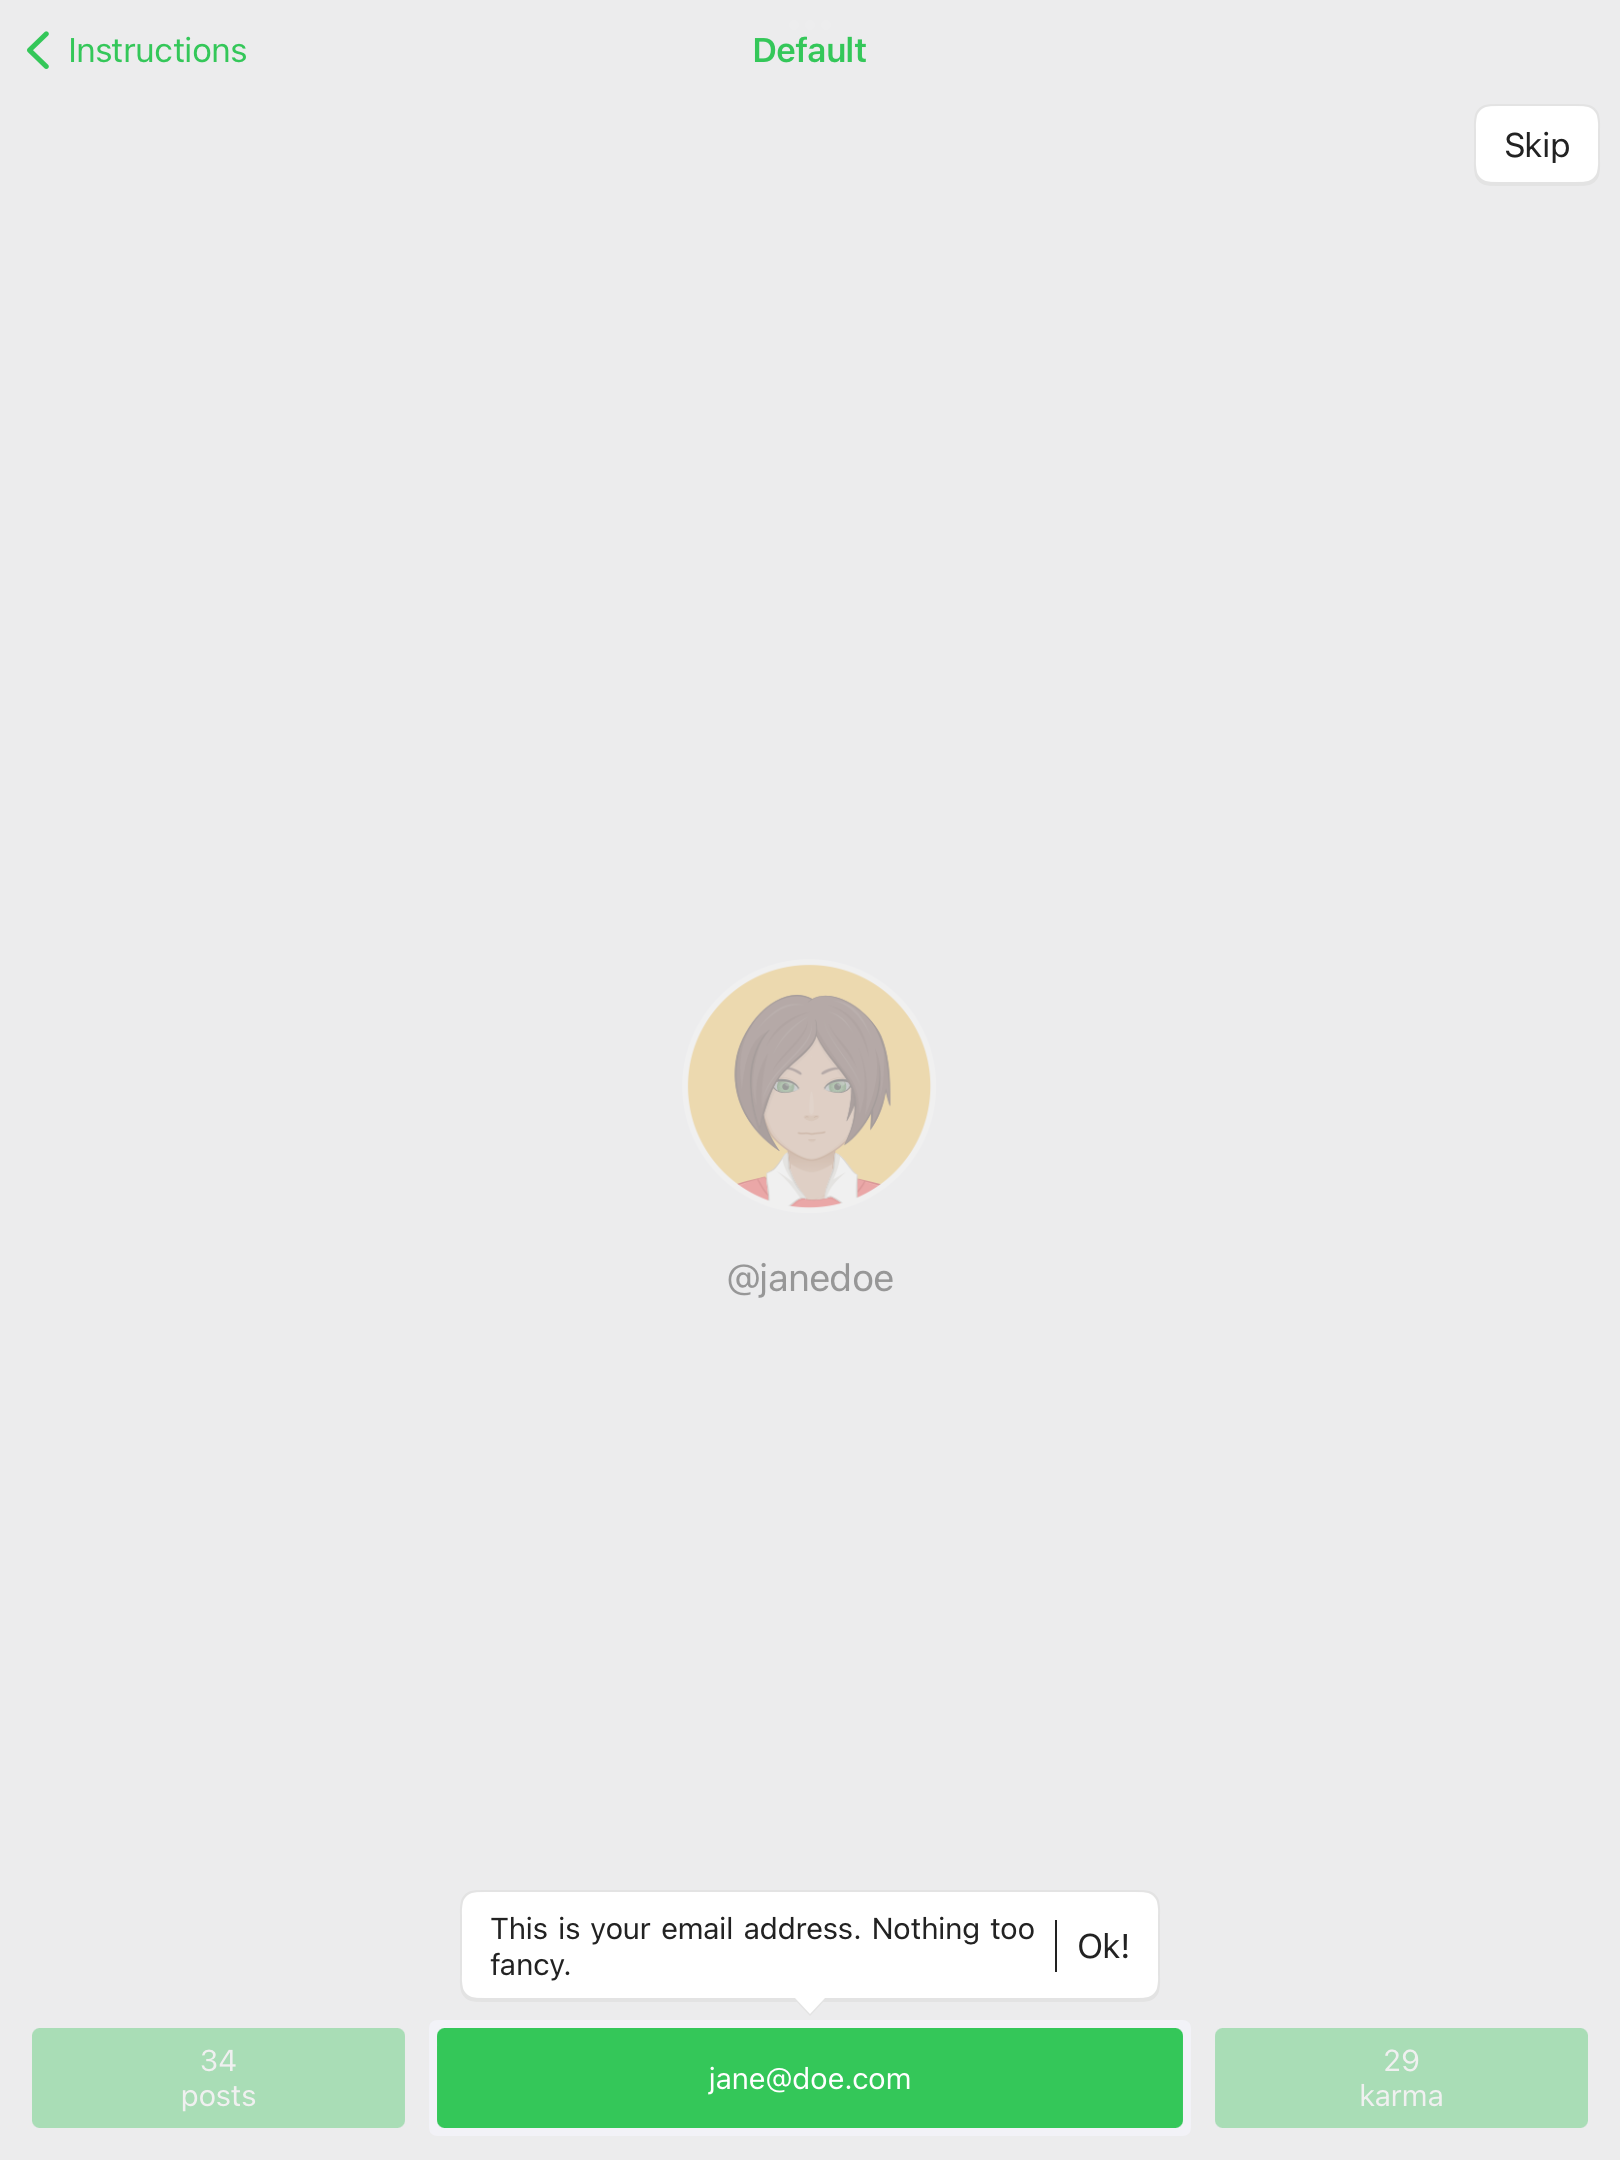 Instructions
Default
Skip
@janedoe
This is your email address. Nothing too
fancy.
Ok!
34
posts
jane@doe.com
29
karma